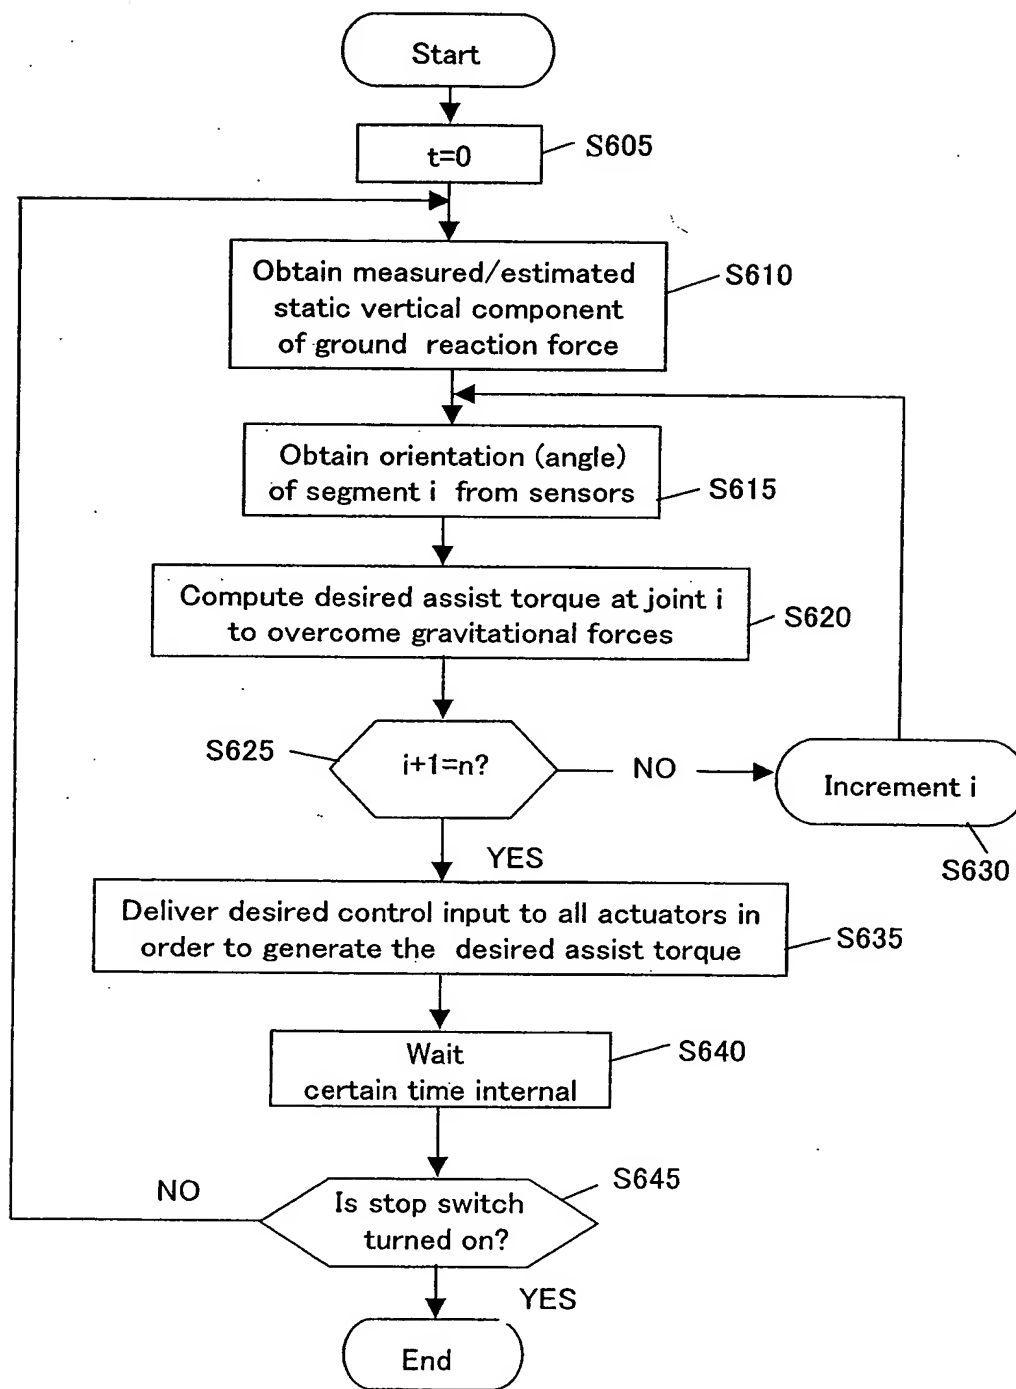 Start
t=0
S605
Obtain measured/estimated
static vertical component
of ground reaction force
S610
Obtain orientation (angle)
of segment i from sensors
S615
Compute desired assist torque at joint i
to overcome gravitational forces
S620
S625
i+1=n?
NO
Increment i
S630
YES
Deliver desired control input to all actuators in
order to generate the desired assist torque
S635
Wait
certain time internal
S640
NO
Is stop switch
turned on?
S645
YES
End